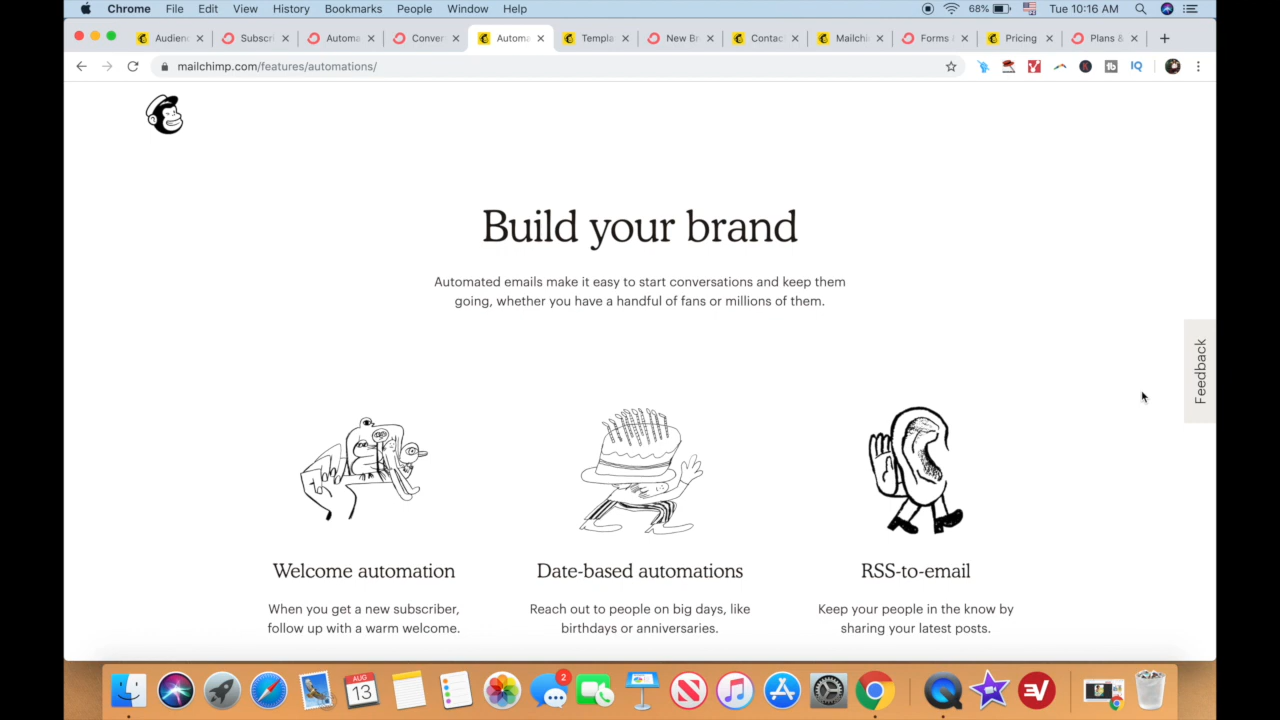 Chrome File Edit View History Bookmarks People Window Help 68% Tue 10:16 AM
Audien Subscri Automa Conver Automa Templa New Br Contac Mailchi Forms & Pricing Plans &
mailchimp.com/features/automations/
Build your brand
Automated emails make it easy to start conversations and keep them
going, whether you have a handful of fans or millions of them.
Feedback
Welcome automation
When you get a new subscriber,
follow up with a warm welcome.
Date-based automations
Reach out to people on big days, like
birthdays or anniversaries.
RSS-to-email
Keep your people in the know by
sharing your latest posts.
AUG
13
2